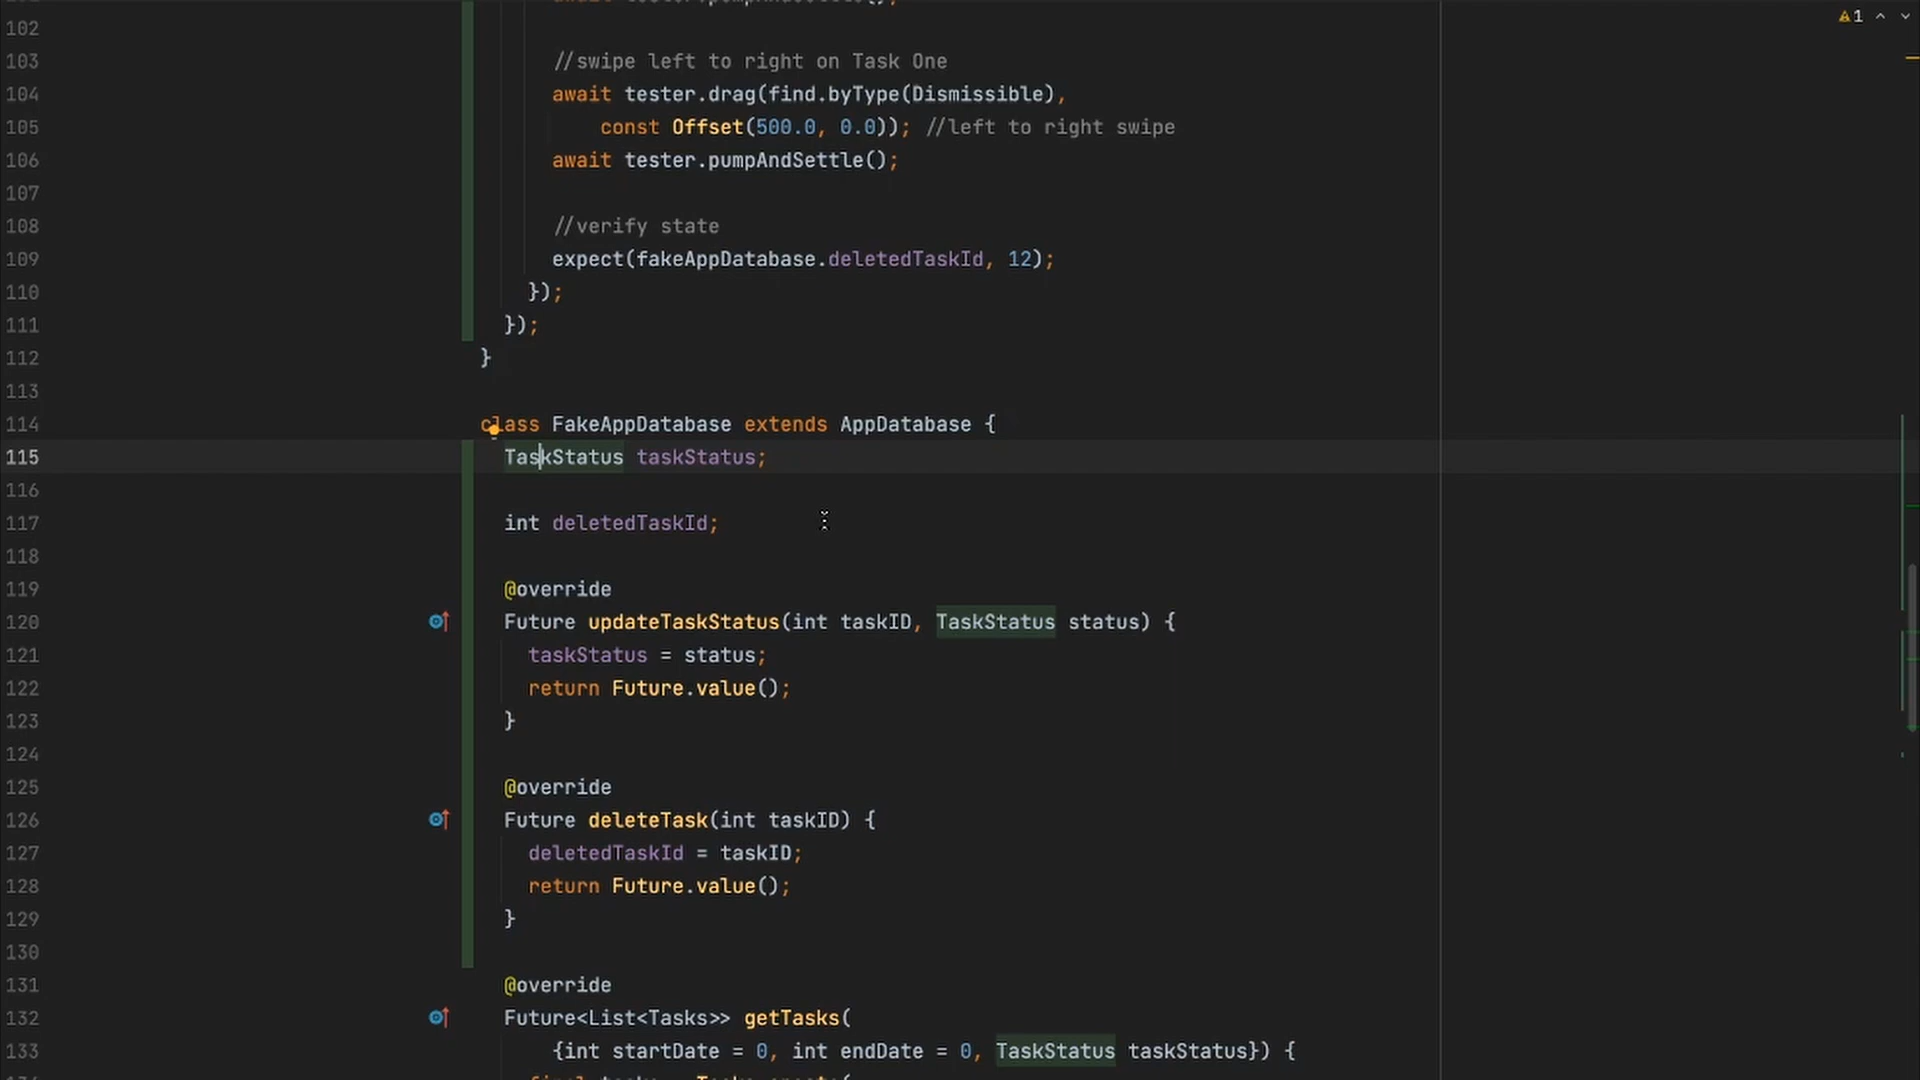 1
102
103 //swipe left to right on Task One
104 await tester.drag(find.byType(Dismissible),
105 const Offset(500.0, 0.0)); //left to right swipe
106 await tester.pumpAndSettle();
107
108 //verify state
109 expect(fakeAppDatabase.deletedTaskId, 12);
110 });
111 });
112 }
113
114 class FakeAppDatabase extends AppDatabase {
115 TaskStatus taskStatus;
116
117 int deletedTaskId;
118
119 @override
120 Future updateTaskStatus(int taskID, TaskStatus status) {
121 taskStatus = status;
122 return Future.value();
123 }
124
125 @override
126 Future deleteTask(int taskID) {
127 deletedTaskId = taskID;
128 return Future.value();
129 }
130
131 @override
132 Future<List<Tasks>> getTasks(
133 {int startDate = 0, int endDate = 0, TaskStatus taskStatus}) {